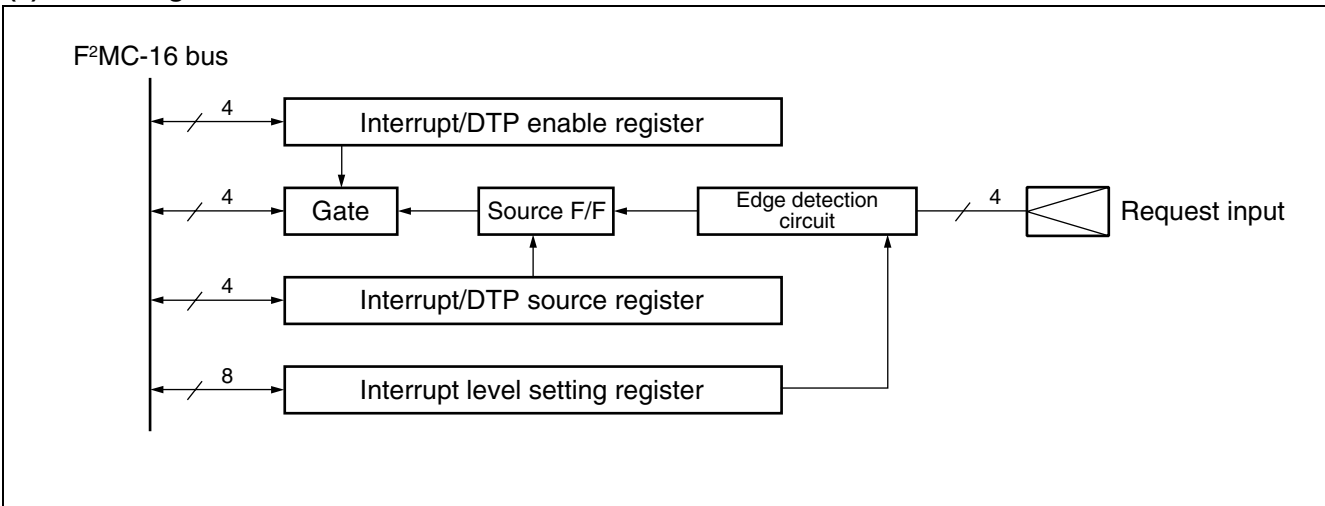 F²MC-16 bus
4
Interrupt/DTP enable register
4
Gate
Source F/F
Edge detection
circuit
4
Request input
4
Interrupt/DTP source register
8
Interrupt level setting register